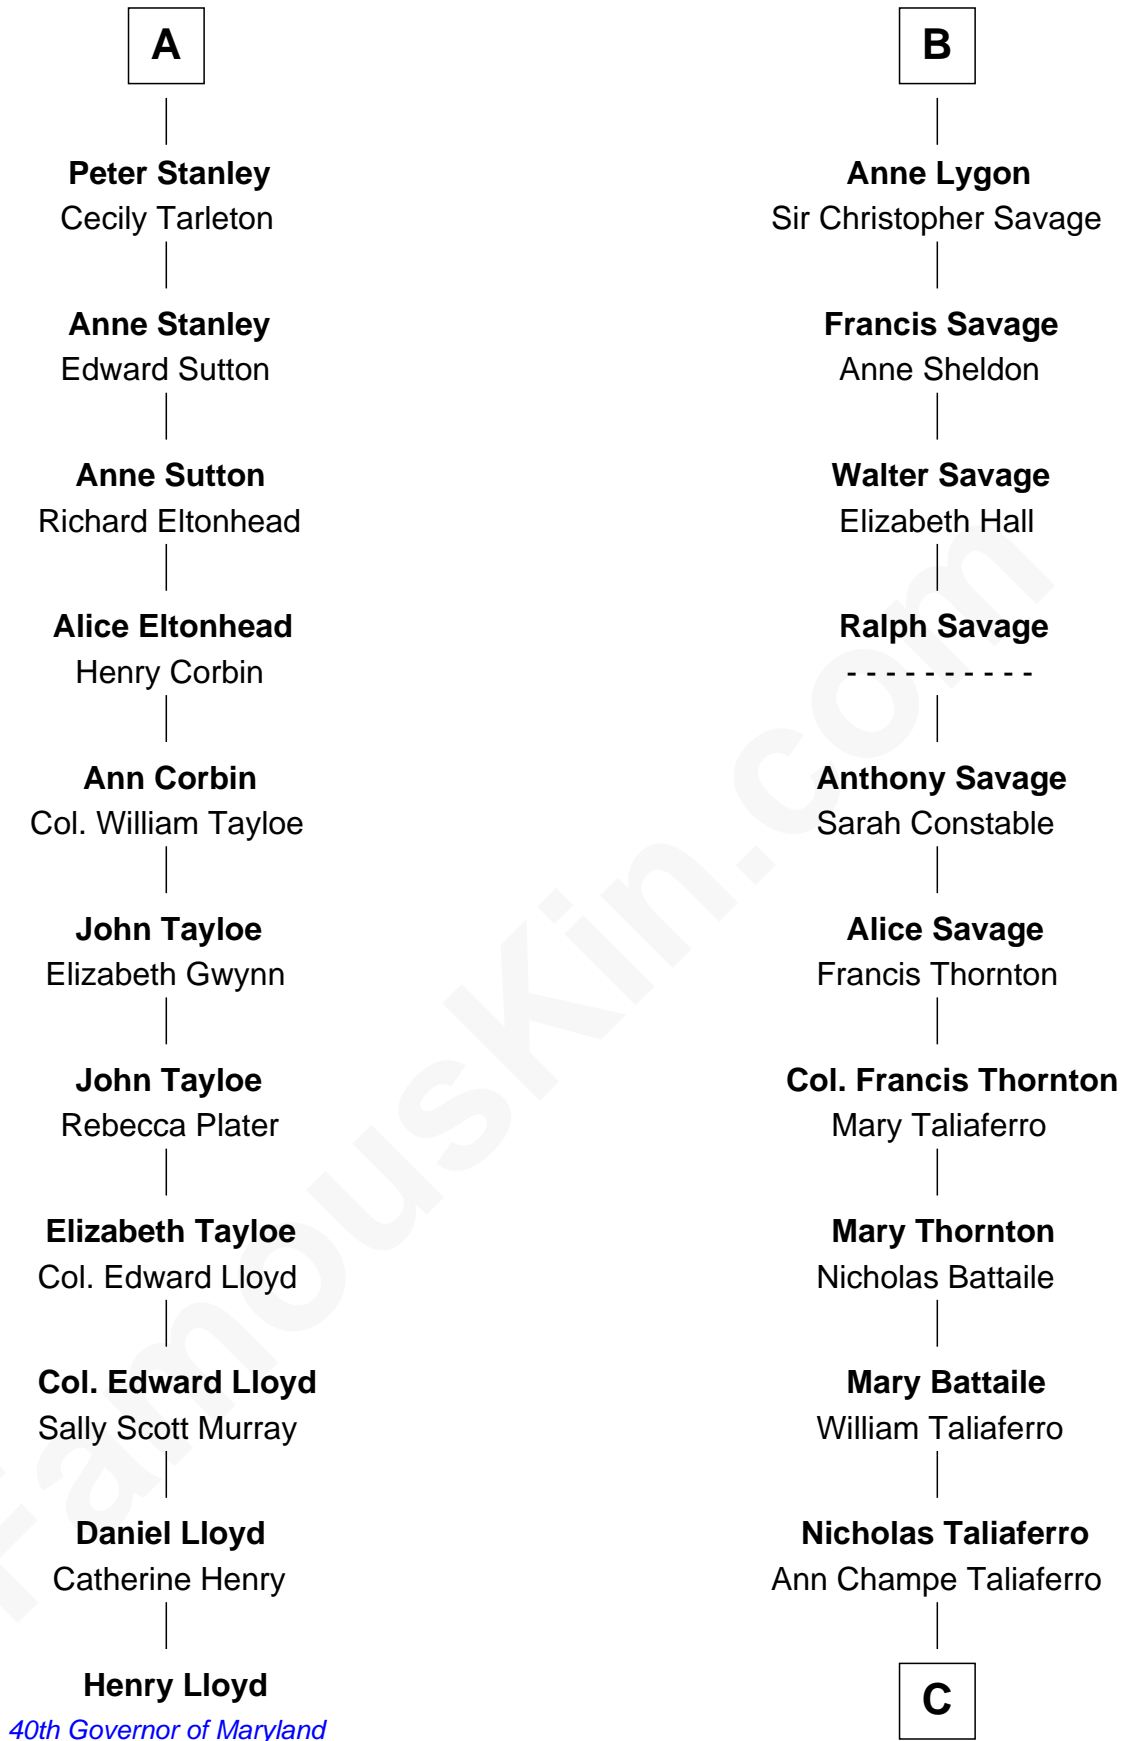 A
Peter Stanley
Cecily Tarleton
Anne Stanley
Edward Sutton
Anne Sutton
Richard Eltonhead
Alice Eltonhead
Henry Corbin
Ann Corbin
Col. William Tayloe
John Tayloe
Elizabeth Gwynn
John Tayloe
Rebecca Plater
Elizabeth Tayloe
Col. Edward Lloyd
Col. Edward Lloyd
Sally Scott Murray
Daniel Lloyd
Catherine Henry
Henry Lloyd
40th Governor of Maryland
B
Anne Lygon
Sir Christopher Savage
Francis Savage
Anne Sheldon
Walter Savage
Elizabeth Hall
Ralph Savage
- - - - - - - - - -
Anthony Savage
Sarah Constable
Alice Savage
Francis Thornton
Col. Francis Thornton
Mary Taliaferro
Mary Thornton
Nicholas Battaile
Mary Battaile
William Taliaferro
Nicholas Taliaferro
Ann Champe Taliaferro
C
FamousKin.com